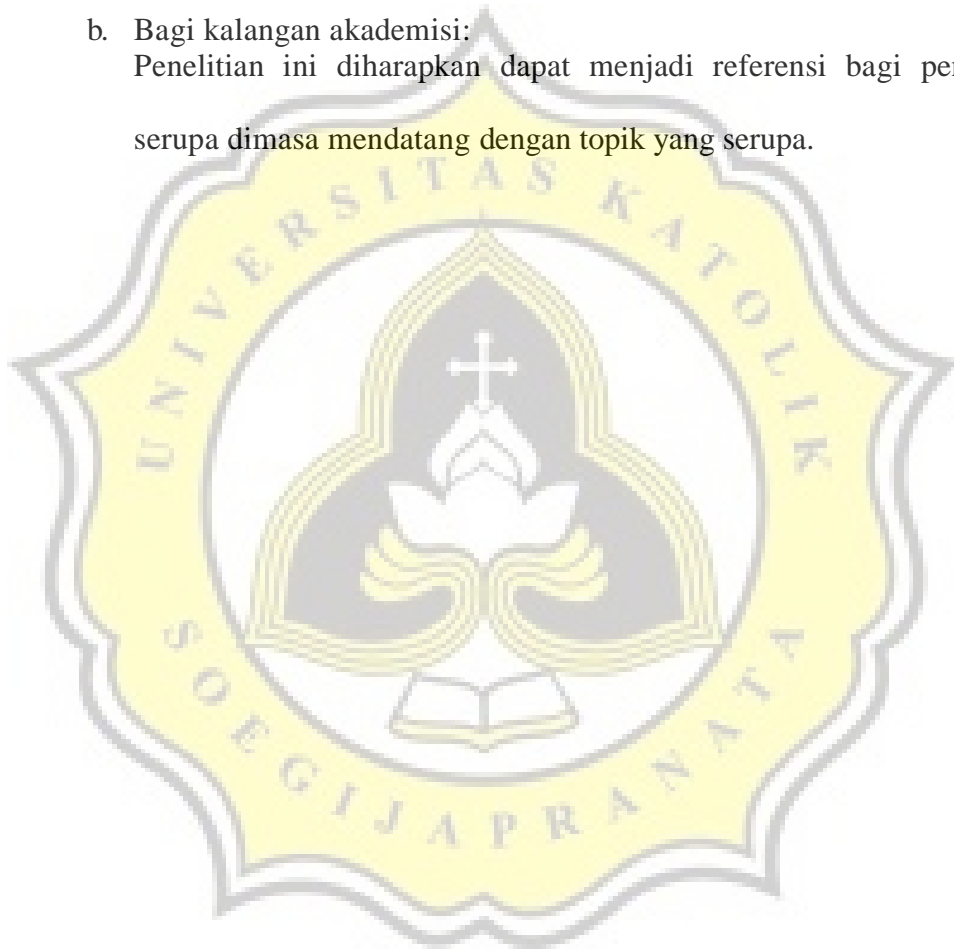 b. Bagi kalangan akademisi:
Penelitian ini diharapkan dapat menjadi referensi bagi
serupa dimasa mendatang dengan topik yang serupa.
UNIVERSITAS KATOLIK
SOEGIJAPRANATA